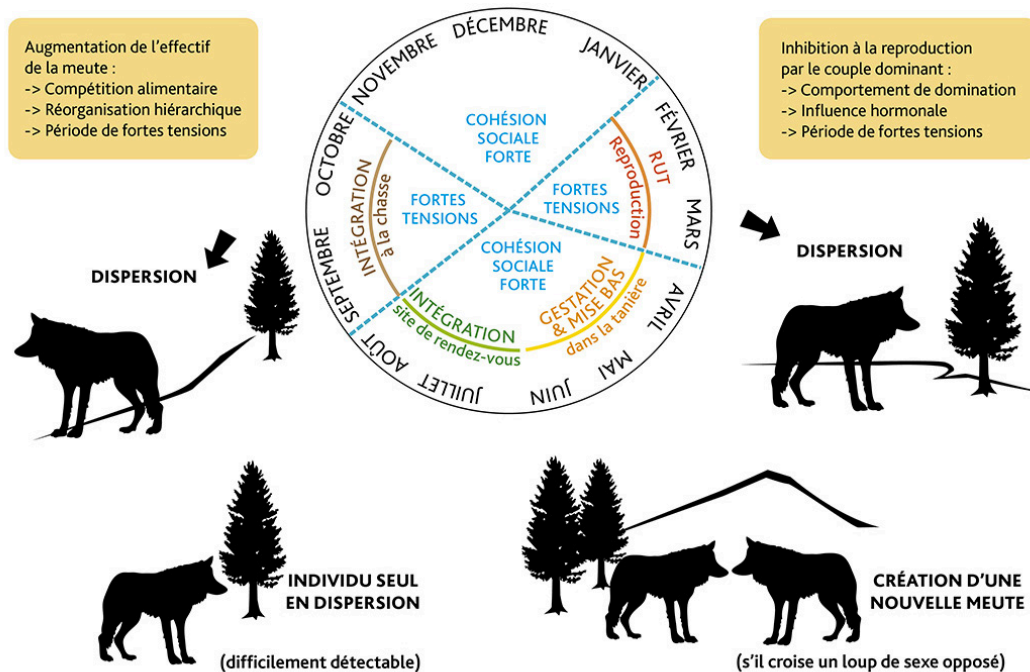 Augmentation de l'effectif
de la meute :
-> Compétition alimentaire
-> Réorganisation hiérarchique
-> Période de fortes tensions
Inhibition à la reproduction
par le couple dominant :
-> Comportement de domination
-> Influence hormonale
-> Période de fortes tensions
JANVIER
FÉVRIER
MARS
AVRIL
MAI
JUIN
JUILLET
AOÛT
SEPTEMBRE
OCTOBRE
NOVEMBRE
DÉCEMBRE
COHÉSION
SOCIALE
FORTE
FORTES
TENSIONS
RUT
Reproduction
COHÉSION
SOCIALE
FORTE
GESTATION
& MISE BAS
dans la tanière
INTÉGRATION
site de rendez-vous
FORTES
TENSIONS
INTÉGRATION
à la chasse
DISPERSION
DISPERSION
INDIVIDU SEUL
EN DISPERSION
(difficilement détectable)
CRÉATION D'UNE
NOUVELLE MEUTE
(s'il croise un loup de sexe opposé)